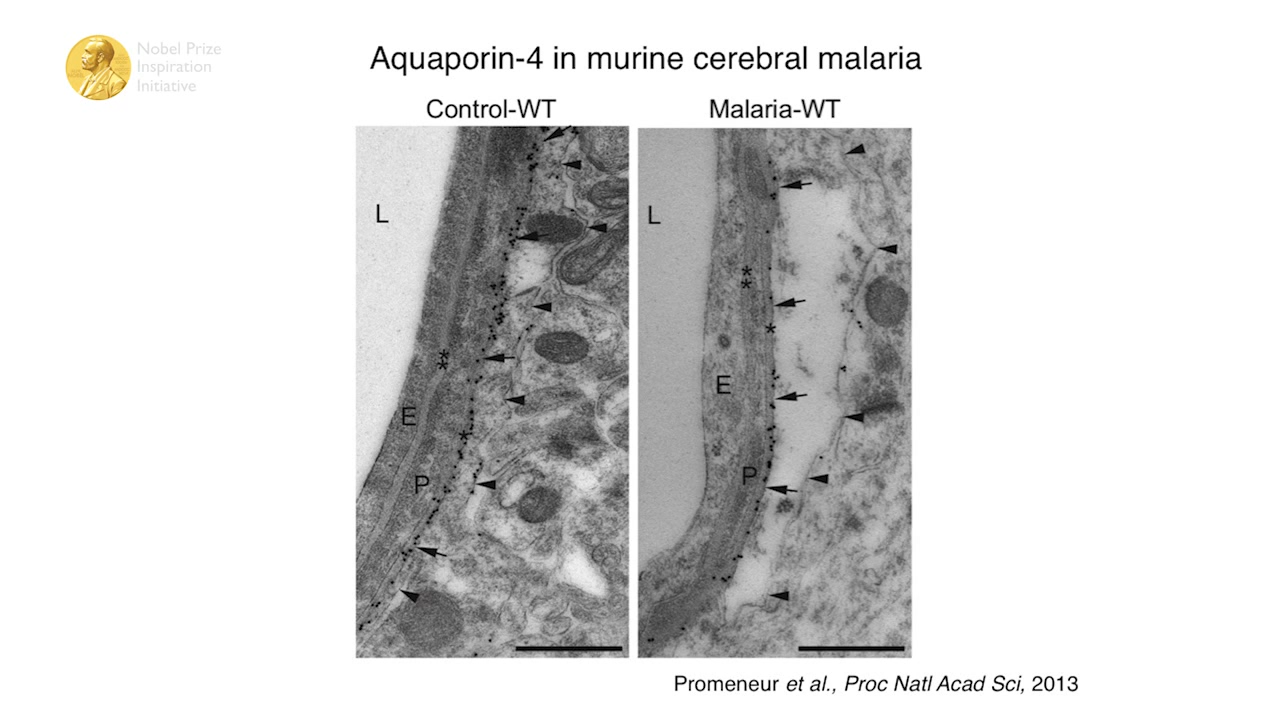 Nobel Prize
Inspiration
Initiative
Aquaporin-4 in murine cerebral malaria
Control-WT
Malaria-WT
L
E
P
*
*
*
L
E
P
*
*
*
Promeneur et al., Proc Natl Acad Sci, 2013